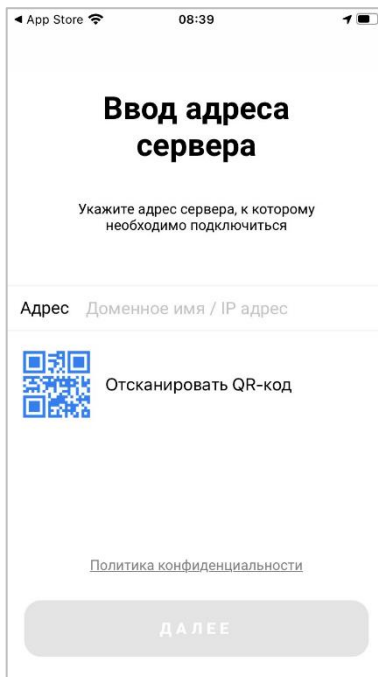 App Store 08:39
Ввод адреса
сервера
Укажите адрес сервера, к которому
необходимо подключиться
Адрес Доменное имя / IP адрес
Отсканировать QR-код
Политика конфиденциальности
ДАЛЕЕ